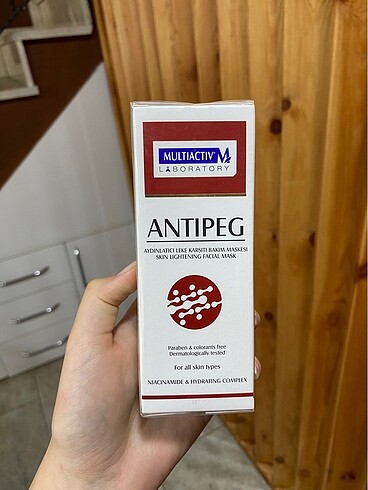 MULTIACTIV M
LABORATORY
ANTIPEG
AYDINLATICI LEKE KARŞITI BAKIM MASKESİ
SKIN LIGHTENING FACIAL MASK
Paraben & colorants free
Dermatologically tested
For all skin types
NIACINAMIDE & HYDRATING COMPLEX